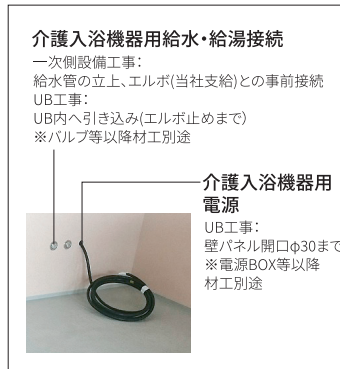 介護入浴機器用給水・給湯接続
一次側設備工事：
給水管の立上、エルボ(当社支給)との事前接続
UB工事：
UB内へ引き込み(エルボ止めまで)
※バルブ等以降材工別途
介護入浴機器用
電源
UB工事：
壁パネル開口φ30まで
※電源BOX等以降
材工別途